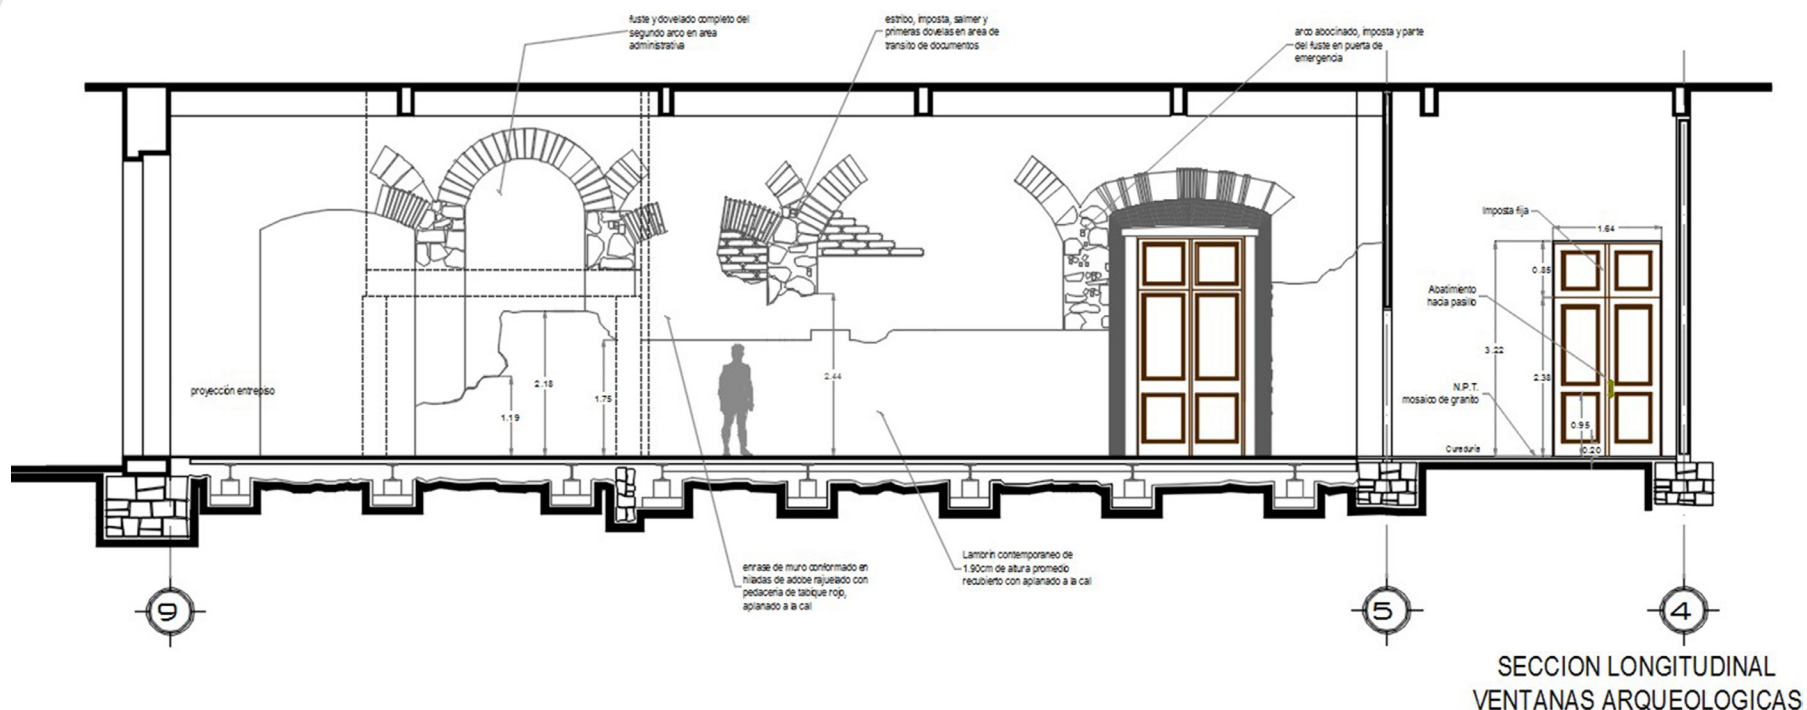 fuste y dovelado completo del
segundo arco en area
administrativa
estribo, imposta, salmer y
primeras dovelas en area de
transito de documentos
arco abocinado, imposta y parte
del fuste en puerta de
emergencia
Imposta fija
1.64
0.85
Abatimiento
hacia pasillo
3.22
2.38
N.P.T.
mosaico de granito
0.95
Curaduria
0.20
proyección entrepiso
1.19
2.18
1.75
2.44
enrase de muro conformado en
hiladas de adobe rajueleado con
pedaceria de tabique rojo,
aplanado a la cal
Lambrin contemporaneo de
1.90cm de altura promedio
recubierto con aplanado a la cal
9
5
4
SECCION LONGITUDINAL
VENTANAS ARQUEOLOGICAS